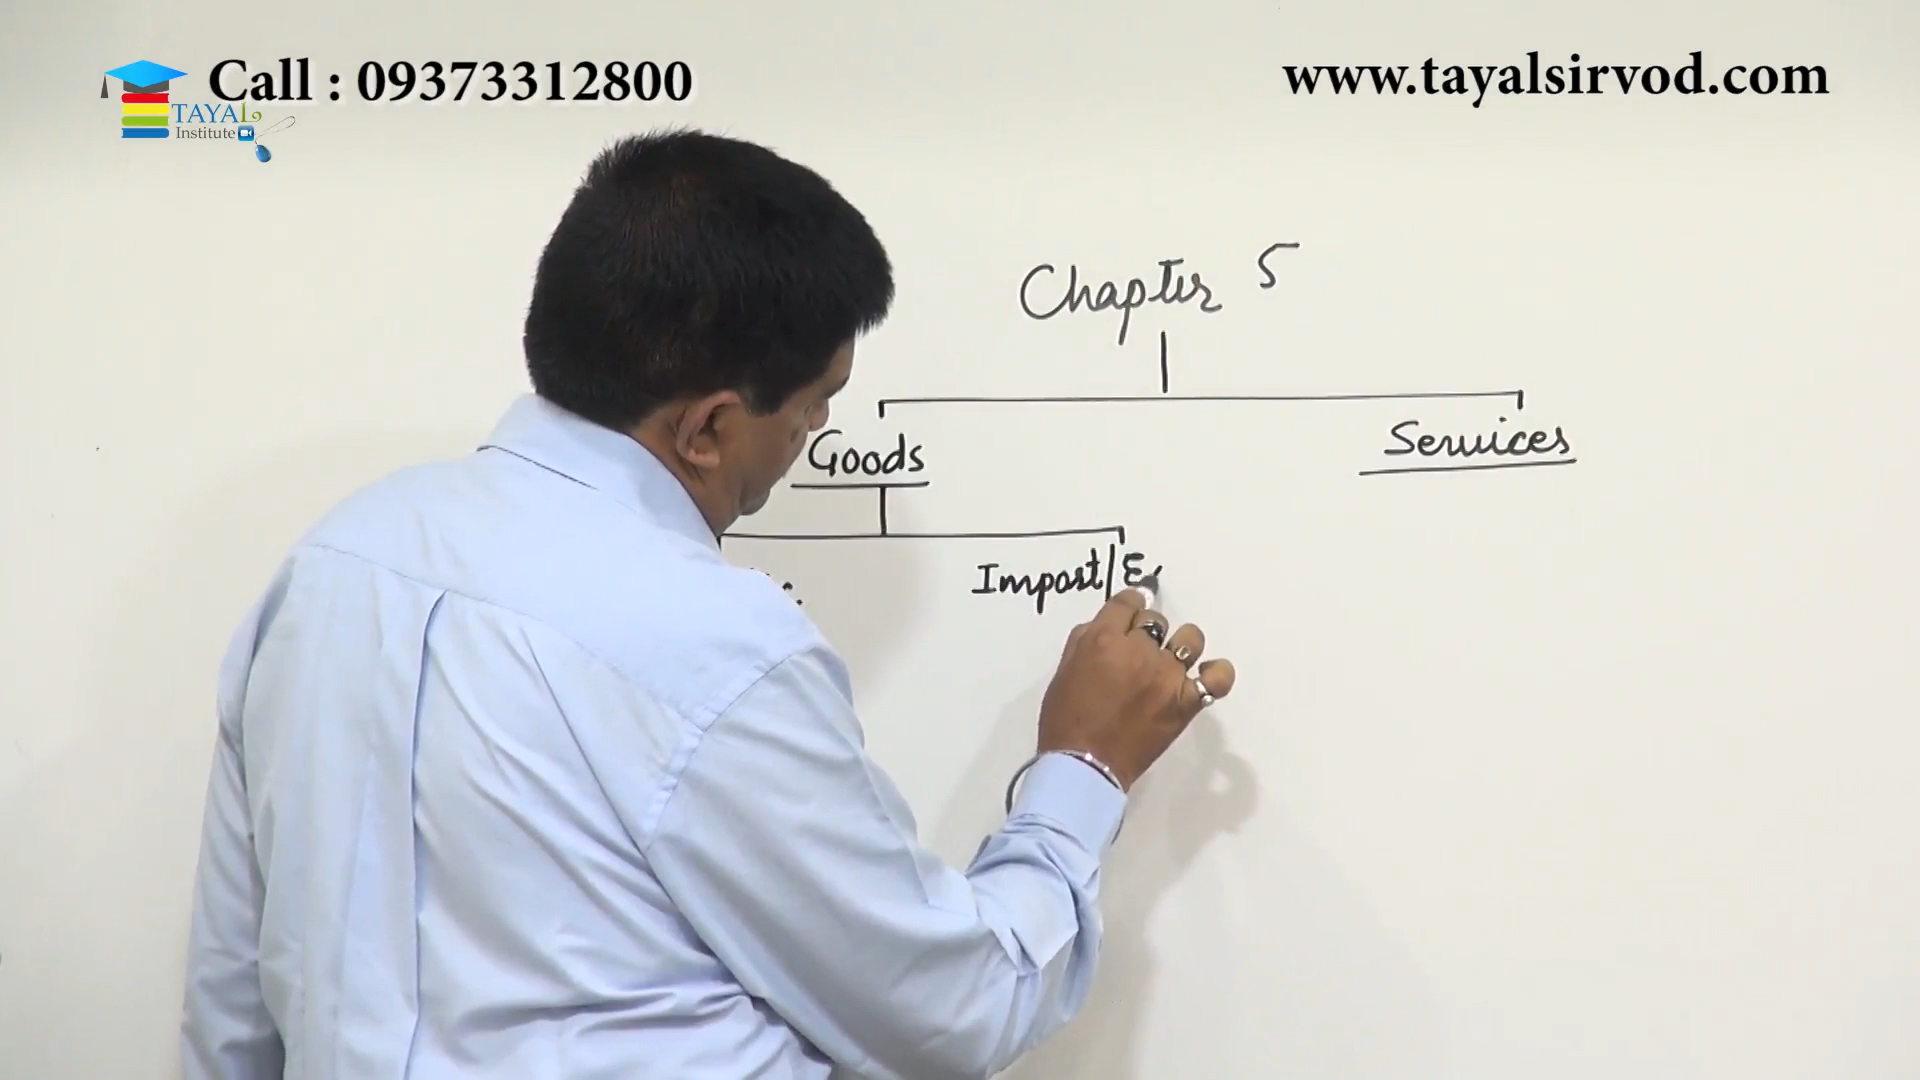 Call : 09373312800
www.tayalsirvod.com
TAYAL
Institute
Chapter 5
Goods
Services
Import/E